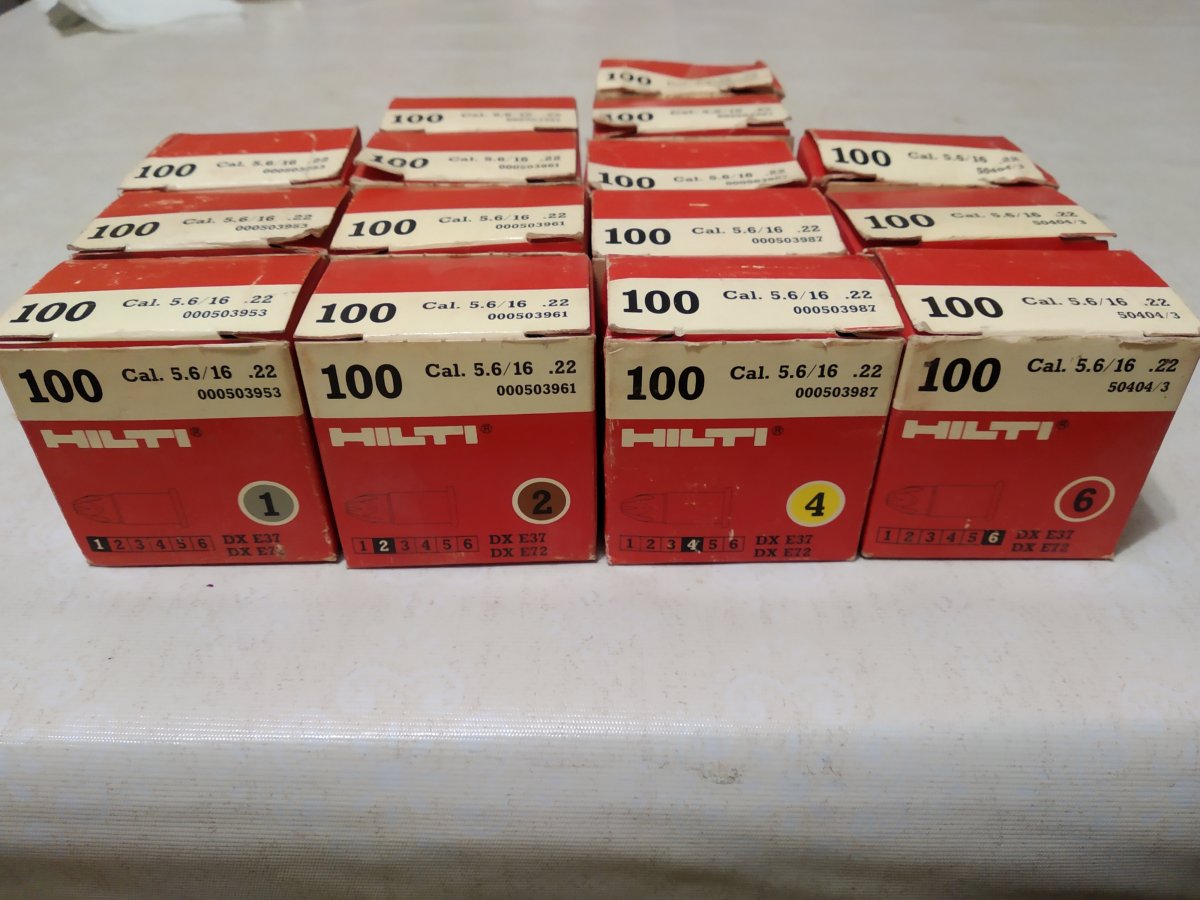 100
100
100 Cal. 5.6/16 .22
000503961
100 Cal. 5.6/16 .22
000503953
100 Cal. 5.6/16 .22
000503961
100 Cal. 5.6/16 .22
000503987
100 Cal. 5.6/16 .22
50404/3
100 Cal. 5.6/16 .22
000503953
100 Cal. 5.6/16 .22
000503961
100 Cal. 5.6/16 .22
000503987
100 Cal. 5.6/16 .22
50404/3
100 Cal. 5.6/16 .22
000503953
100 Cal. 5.6/16 .22
000503961
100 Cal. 5.6/16 .22
000503987
100 Cal. 5.6/16 .22
50404/3
100 Cal. 5.6/16 .22
000503953
HILTI®
1
1 2 3 4 5 6 DX E37
DX E72
100 Cal. 5.6/16 .22
000503961
HILTI®
2
1 2 3 4 5 6 DX E37
DX E72
100 Cal. 5.6/16 .22
000503987
HILTI®
4
1 2 3 4 5 6 DX E37
DX E72
100 Cal. 5.6/16 .22
50404/3
HILTI®
6
1 2 3 4 5 6 DX E37
DX E72